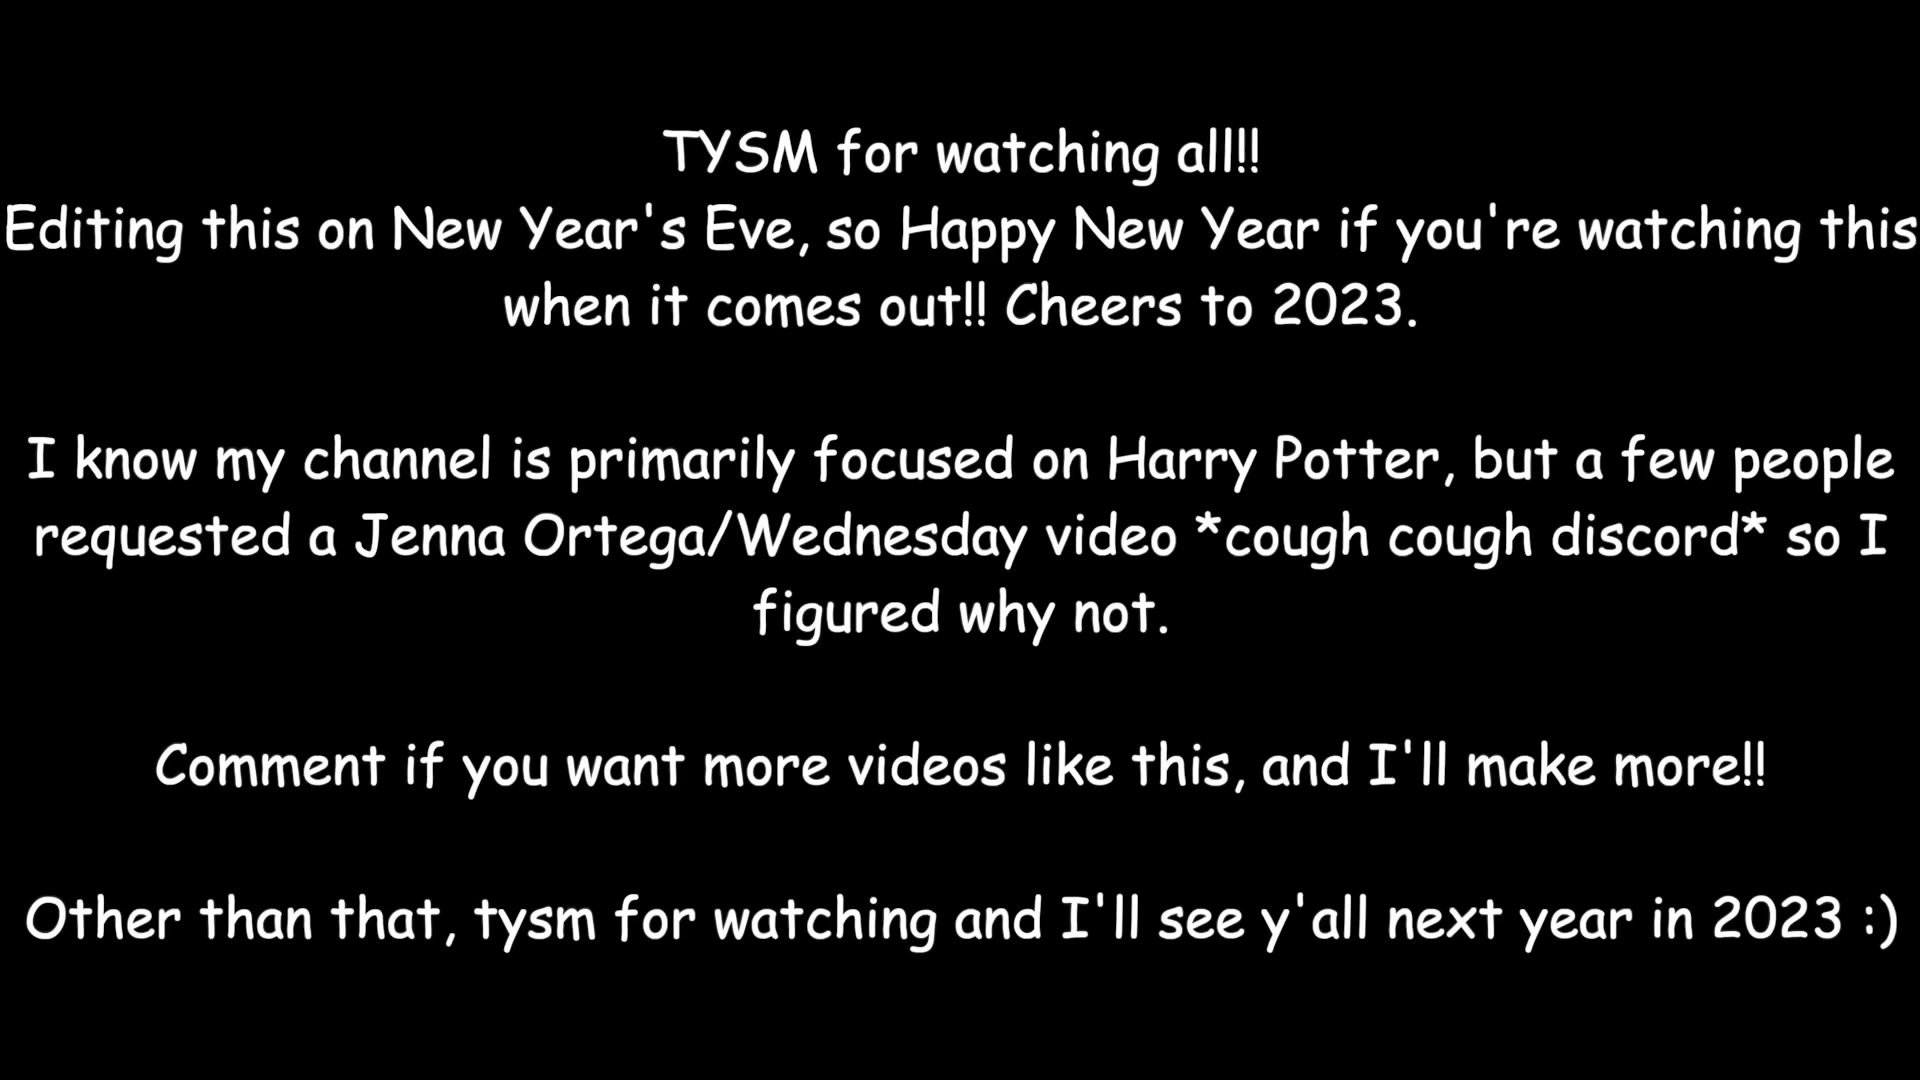 TYSM for watching all!!
Editing this on New Year's Eve, so Happy New Year if you're watching this
when it comes out!! Cheers to 2023.
I know my channel is primarily focused on Harry Potter, but a few people
requested a Jenna Ortega/Wednesday video *cough cough discord* so I
figured why not.
Comment if you want more videos like this, and I'll make more!!
Other than that, tysm for watching and I'll see y'all next year in 2023 :)